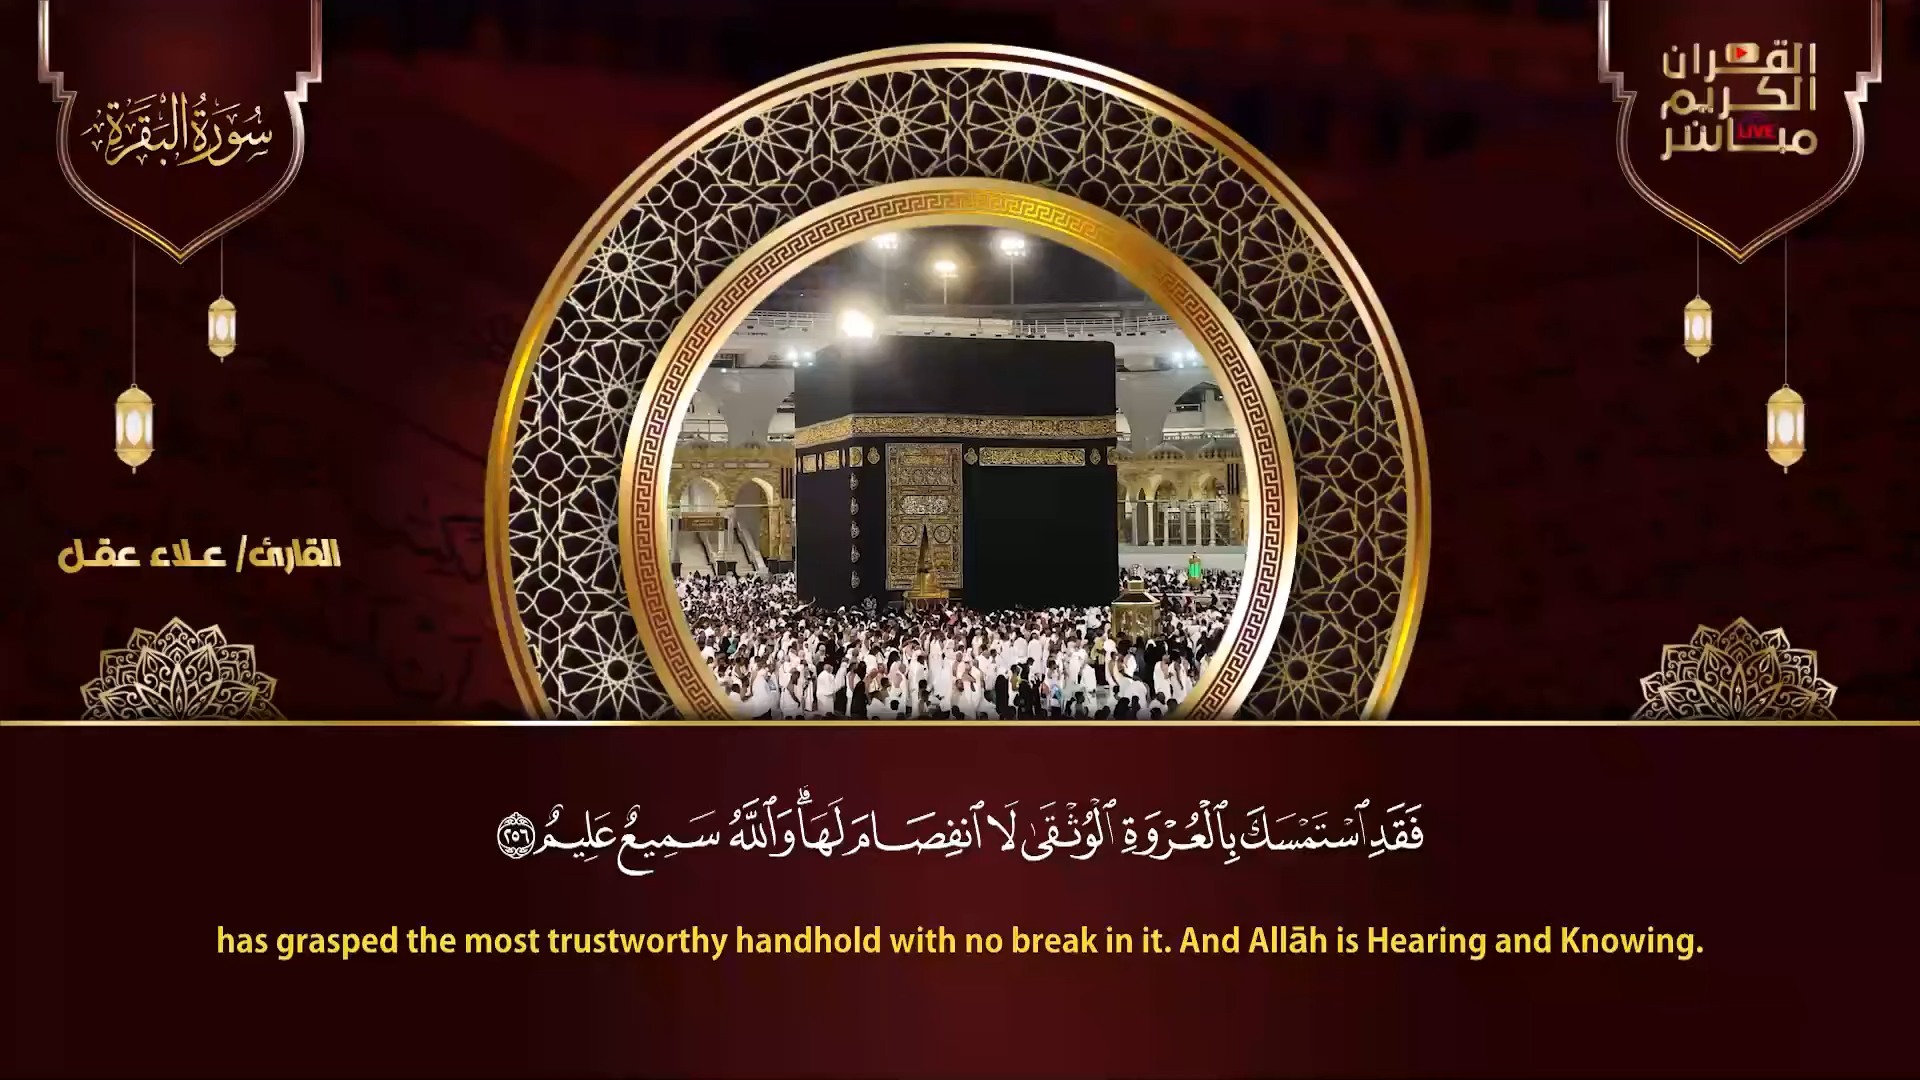 سُورَةُ البَقَرَةِ
القرآن
الكريم
مباشر
LIVE
القارئ/ علاء عقل
فَقَدِ ٱسْتَمْسَكَ بِٱلْعُرْوَةِ ٱلْوُثْقَىٰ لَا ٱنفِصَامَ لَهَا ۗ وَٱللَّهُ سَمِيعٌ عَلِيمٌ ٢٥٦
has grasped the most trustworthy handhold with no break in it. And Allāh is Hearing and Knowing.